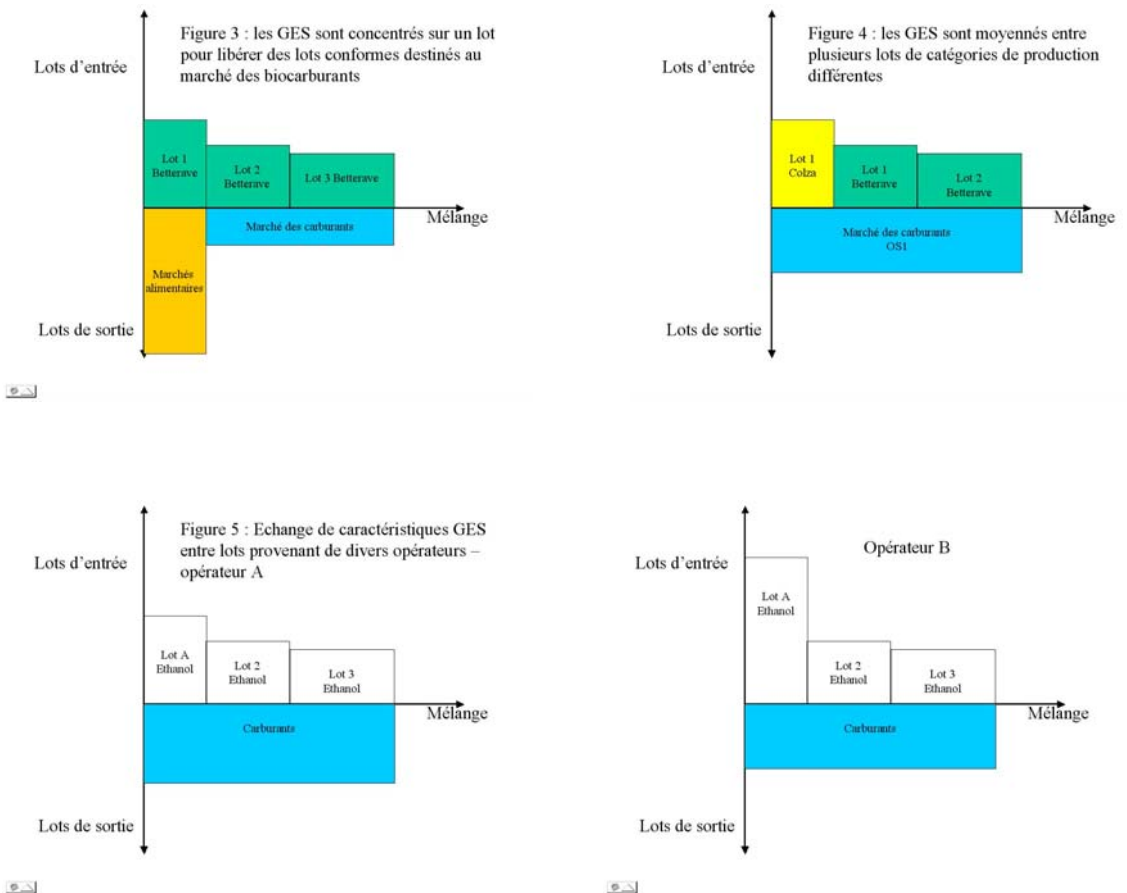 Figure 3 : les GES sont concentrés sur un lot
pour libérer des lots conformes destinés au
marché des biocarburants
Lots d'entrée
Lot 1
Betterave
Lot 2
Betterave
Lot 3 Betterave
Mélange
Marché des carburants
Marchés
alimentaires
Lots de sortie
Figure 4 : les GES sont moyennés entre
plusieurs lots de catégories de production
différentes
Lots d'entrée
Lot 1
Colza
Lot 1
Betterave
Lot 2
Betterave
Mélange
Marché des carburants
OS1
Lots de sortie
Figure 5 : Echange de caractéristiques GES
entre lots provenant de divers opérateurs –
opérateur A
Lots d'entrée
Lot A
Ethanol
Lot 2
Ethanol
Lot 3
Ethanol
Mélange
Carburants
Lots de sortie
Opérateur B
Lots d'entrée
Lot A
Ethanol
Lot 2
Ethanol
Lot 3
Ethanol
Mélange
Carburants
Lots de sortie